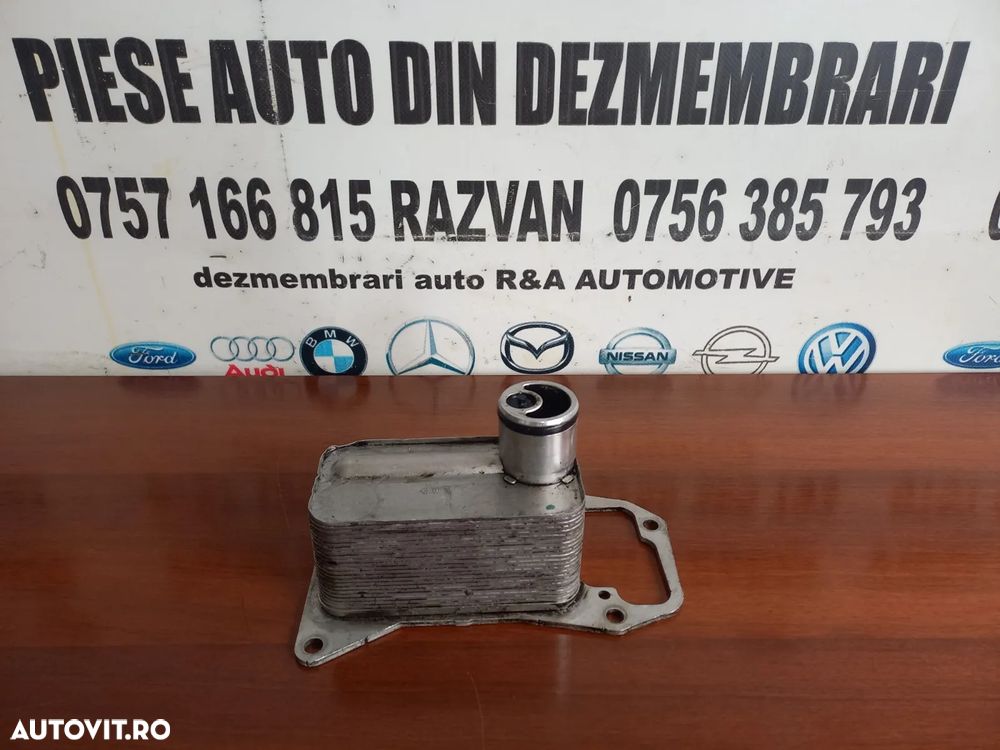 PIESE AUTO DIN DEZMEMBRARI
0757 166 815 RAZVAN 0756 385 793
dezmembrari auto R&A AUTOMOTIVE
Ford Audi BMW NISSAN Ford
AUTOVIT.RO